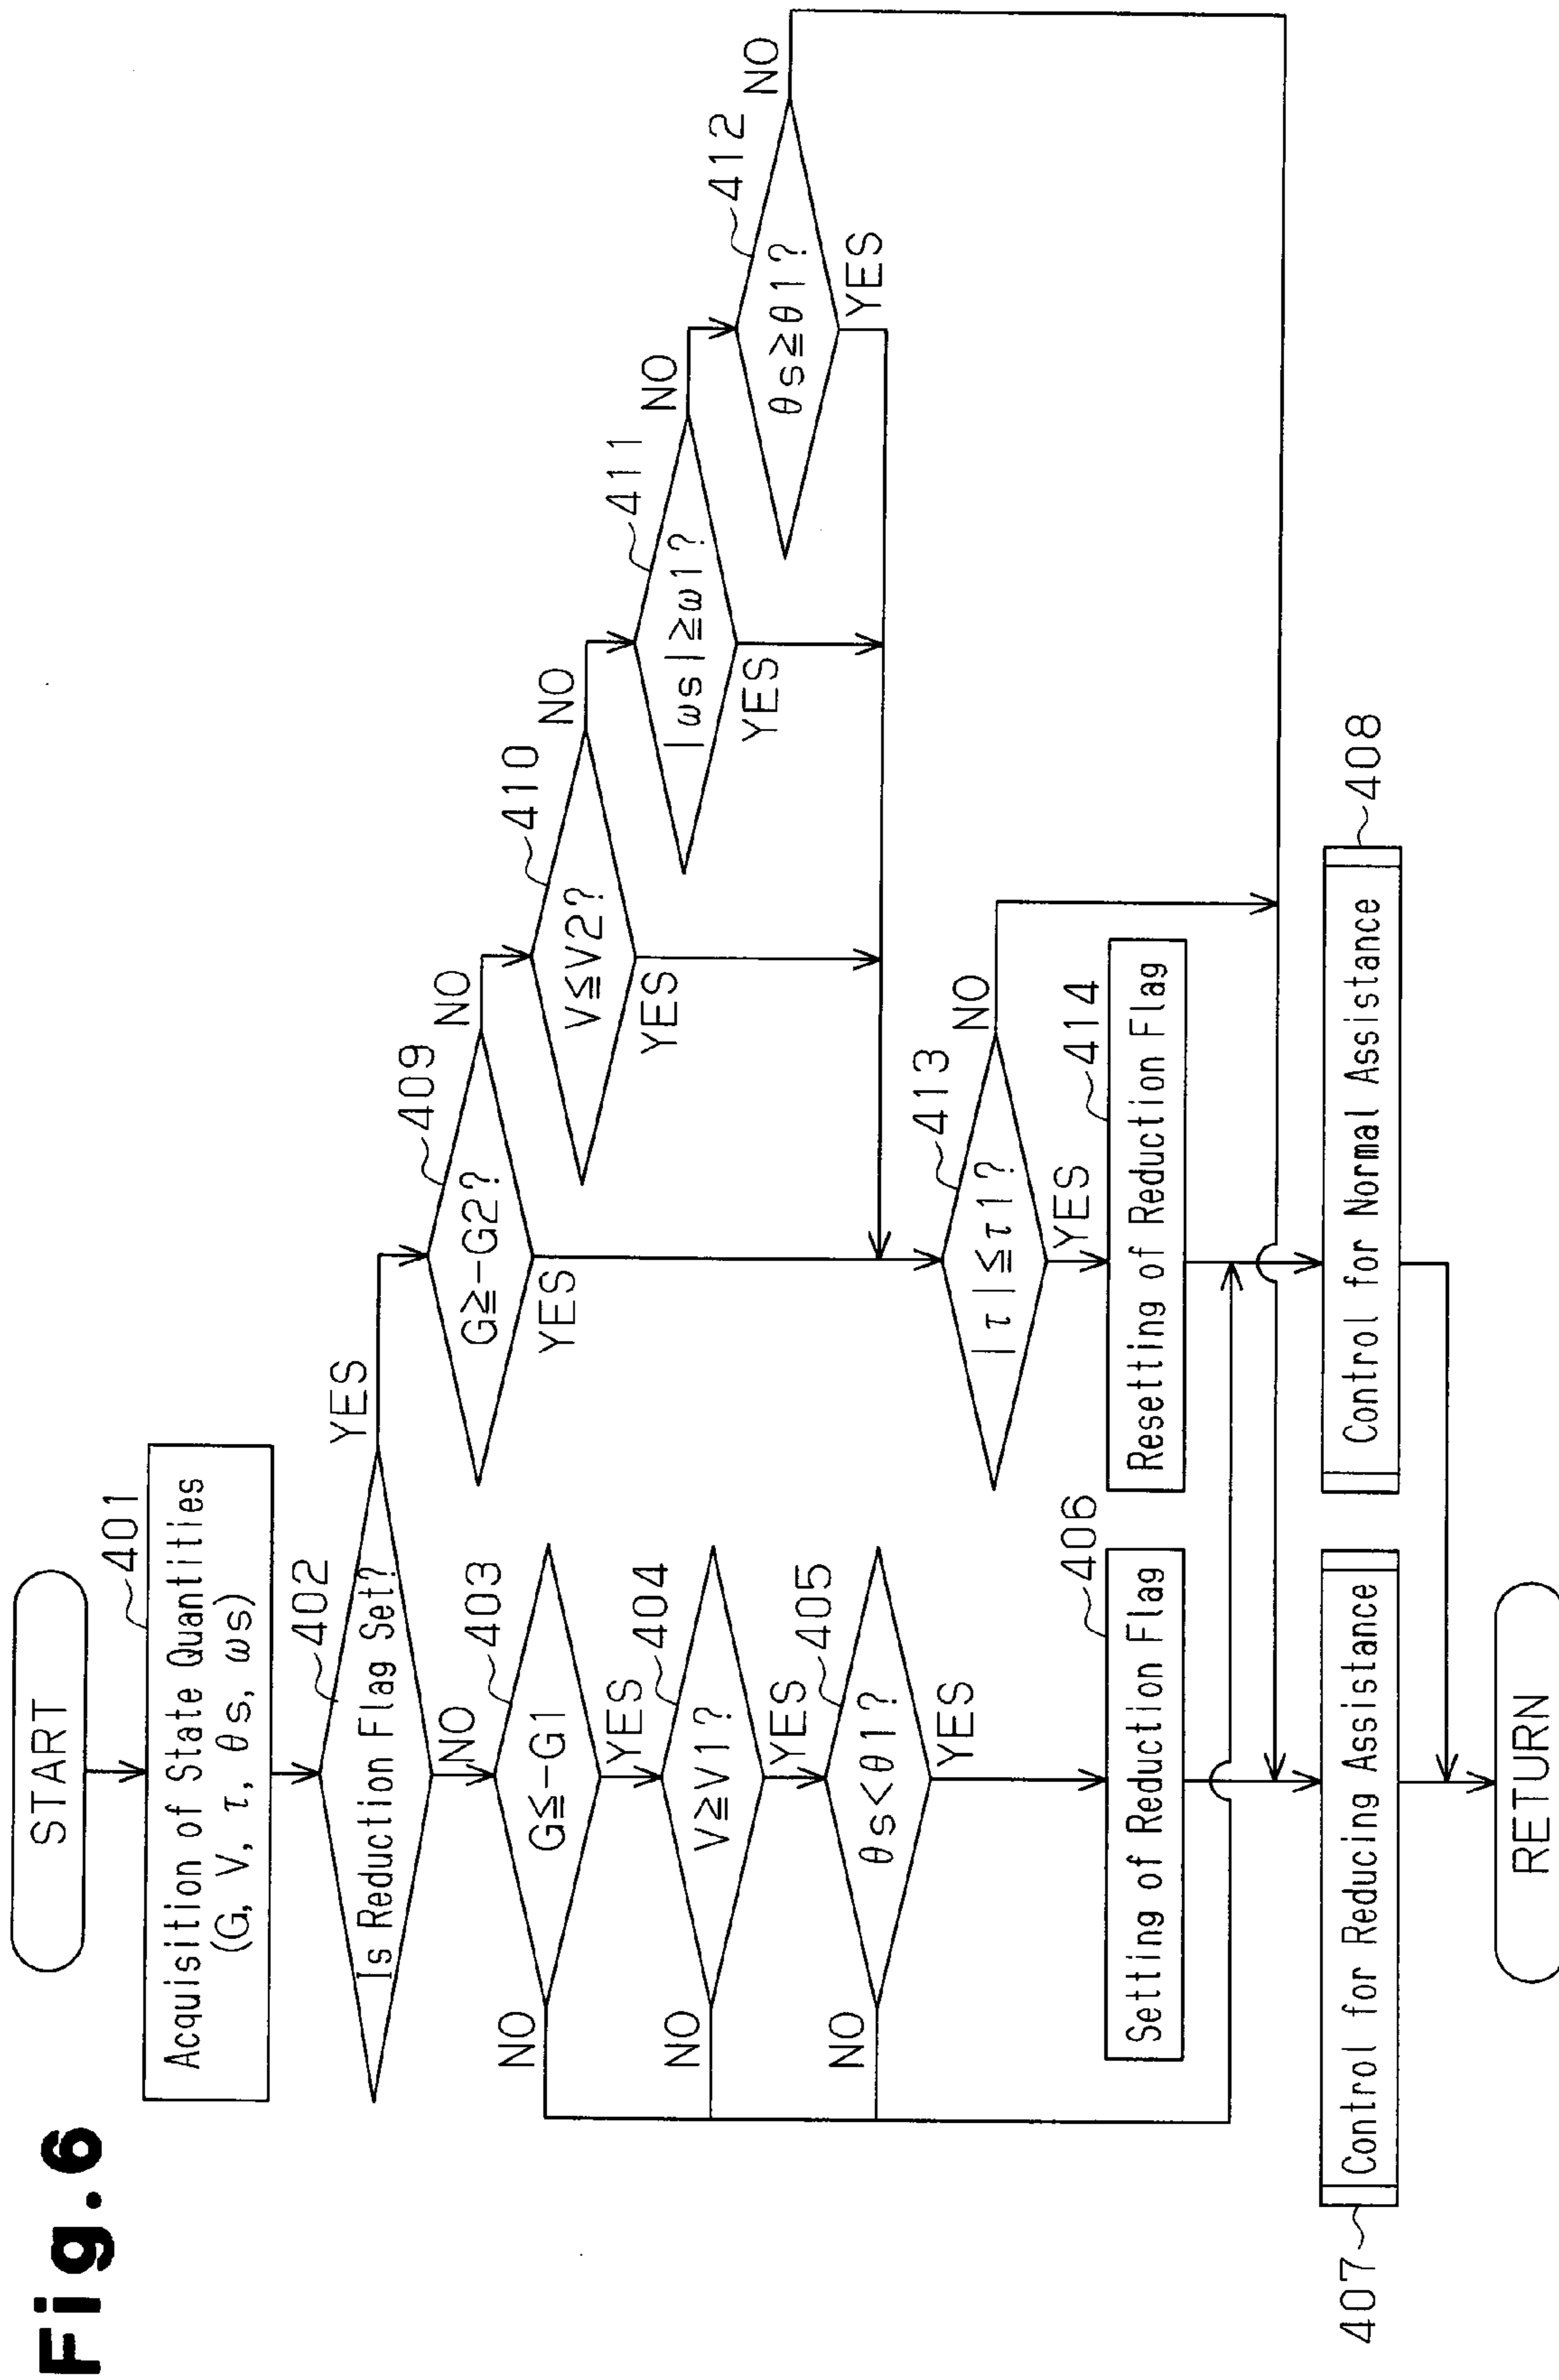 Fig.6
START
401
Acquisition of State Quantities
(G, V, τ, θs, ωs)
402
Is Reduction Flag Set?
YES
NO
403
G≦-G1
NO
YES
404
V≧V1?
NO
YES
405
θs<θ1?
NO
YES
406
Setting of Reduction Flag
407
Control for Reducing Assistance
409
G≧-G2?
NO
YES
410
V≦V2?
NO
YES
411
|ωs|≧ω1?
NO
YES
412
θs≧θ1?
NO
YES
413
|τ|≦τ1?
NO
YES
414
Resetting of Reduction Flag
408
Control for Normal Assistance
RETURN